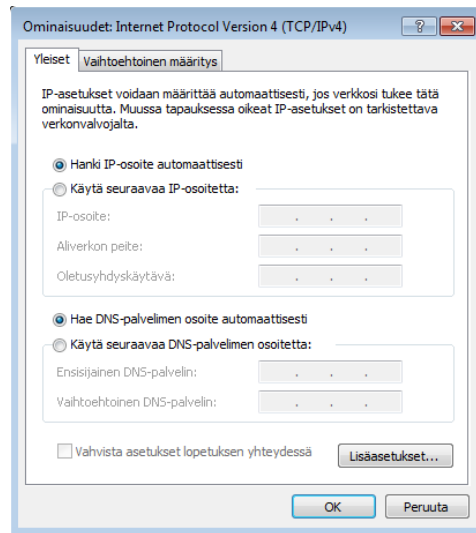 Ominaisuudet: Internet Protocol Version 4 (TCP/IPv4)
Yleiset
Vaihtoehtoinen määritys
IP-asetukset voidaan määrittää automaattisesti, jos verkkosi tukee tätä
ominaisuutta. Muussa tapauksessa oikeat IP-asetukset on tarkistettava
verkonvalvojalta.
Hanki IP-osoite automaattisesti
Käytä seuraavaa IP-osoitetta:
IP-osoite:
Aliverkon peite:
Oletusyhdyskäytävä:
Hae DNS-palvelimen osoite automaattisesti
Käytä seuraavaa DNS-palvelimen osoitetta:
Ensisijainen DNS-palvelin:
Vaihtoehtoinen DNS-palvelin:
Vahvista asetukset lopetuksen yhteydessä
Lisäasetukset...
OK
Peruuta